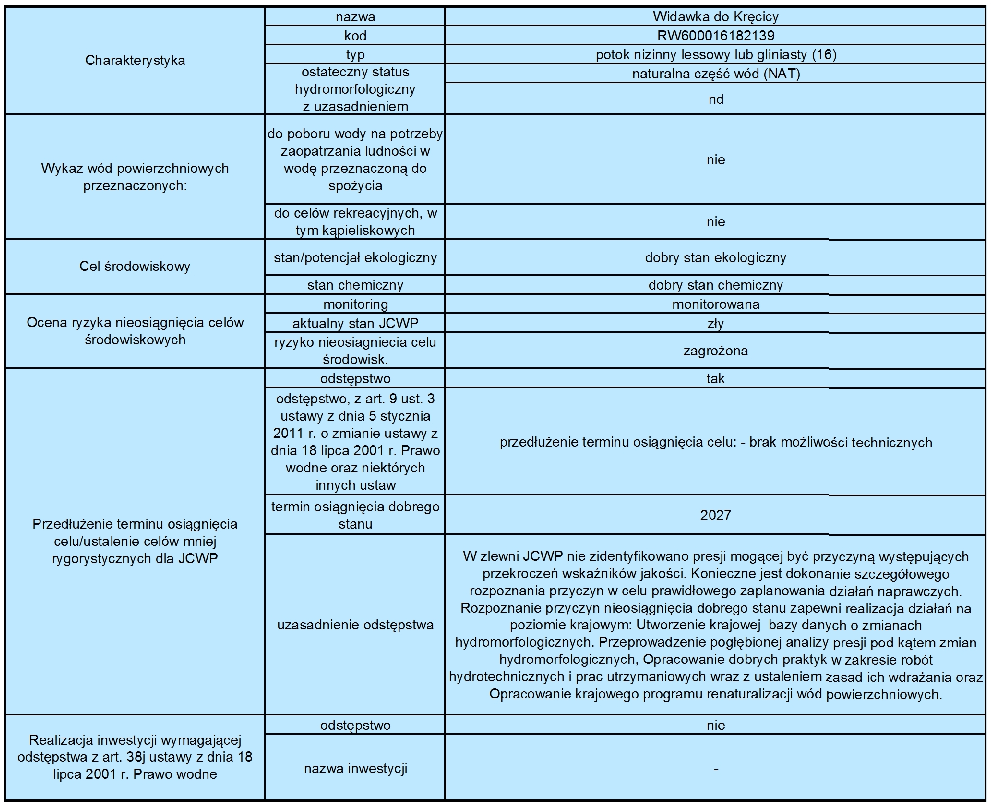 Charakterystyka
nazwa
Widawka do Kręcicy
kod
RW600016182139
typ
potok nizinny lessowy lub gliniasty (16)
ostateczny status
hydromorfologiczny
z uzasadnieniem
naturalna część wód (NAT)
nd
Wykaz wód powierzchniowych
przeznaczonych:
do poboru wody na potrzeby
zaopatrzania ludności w
wodę przeznaczoną do
spożycia
nie
do celów rekreacyjnych, w
tym kąpieliskowych
nie
Cel środowiskowy
stan/potencjał ekologiczny
dobry stan ekologiczny
stan chemiczny
dobry stan chemiczny
Ocena ryzyka nieosiągnięcia celów
środowiskowych
monitoring
monitorowana
aktualny stan JCWP
zły
ryzyko nieosiagniecia celu
środowisk.
zagrożona
Przedłużenie terminu osiągnięcia
celu/ustalenie celów mniej
rygorystycznych dla JCWP
odstępstwo
tak
odstępstwo, z art. 9 ust. 3
ustawy z dnia 5 stycznia
2011 r. o zmianie ustawy z
dnia 18 lipca 2001 r. Prawo
wodne oraz niektórych
innych ustaw
przedłużenie terminu osiągnięcia celu: - brak możliwości technicznych
termin osiągnięcia dobrego
stanu
2027
uzasadnienie odstępstwa
W zlewni JCWP nie zidentyfikowano presji mogącej być przyczyną występujących
przekroczeń wskaźników jakości. Konieczne jest dokonanie szczegółowego
rozpoznania przyczyn w celu prawidłowego zaplanowania działań naprawczych.
Rozpoznanie przyczyn nieosiągnięcia dobrego stanu zapewni realizacja działań na
poziomie krajowym: Utworzenie krajowej bazy danych o zmianach
hydromorfologicznych, Przeprowadzenie pogłębionej analizy presji pod kątem zmian
hydromorfologicznych, Opracowanie dobrych praktyk w zakresie robót
hydrotechnicznych i prac utrzymaniowych wraz z ustaleniem zasad ich wdrażania oraz
Opracowanie krajowego programu renaturalizacji wód powierzchniowych.
Realizacja inwestycji wymagającej
odstępstwa z art. 38j ustawy z dnia 18
lipca 2001 r. Prawo wodne
odstępstwo
nie
nazwa inwestycji
-